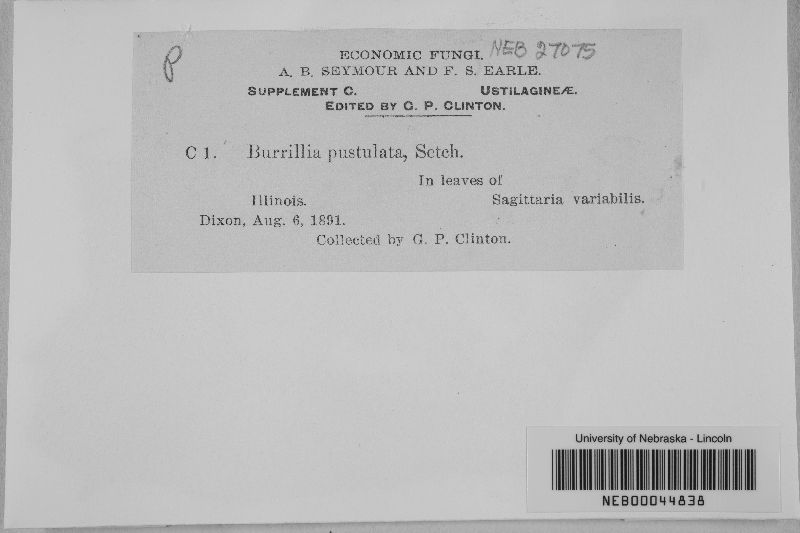 P
ECONOMIC FUNGI. NEB 27075
A. B. SEYMOUR AND F. S. EARLE.
SUPPLEMENT C. USTILAGINEÆ.
EDITED BY G. P. CLINTON.
C 1. Burrillia pustulata, Setch.
In leaves of
Illinois. Sagittaria variabilis.
Dixon, Aug. 6, 1891.
Collected by G. P. Clinton.
University of Nebraska - Lincoln
NEB00044838